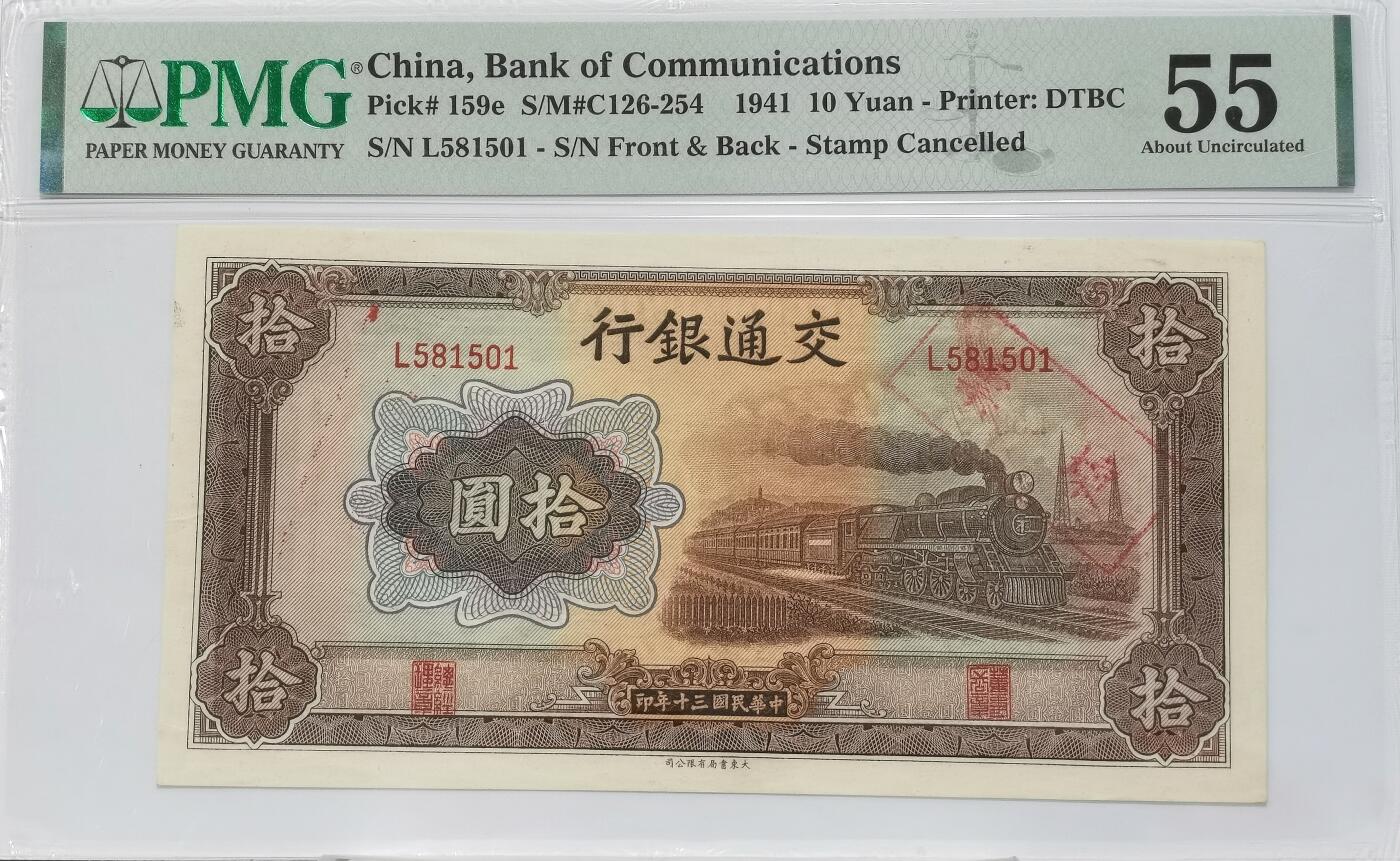 PMG®
PAPER MONEY GUARANTY
China, Bank of Communications
Pick# 159e S/M#C126-254 1941 10 Yuan - Printer: DTBC
S/N L581501 - S/N Front & Back - Stamp Cancelled
55
About Uncirculated
拾
拾
交通銀行
L581501
L581501
拾圓
拾
拾
中華民國三十年印
大東書局有限公司